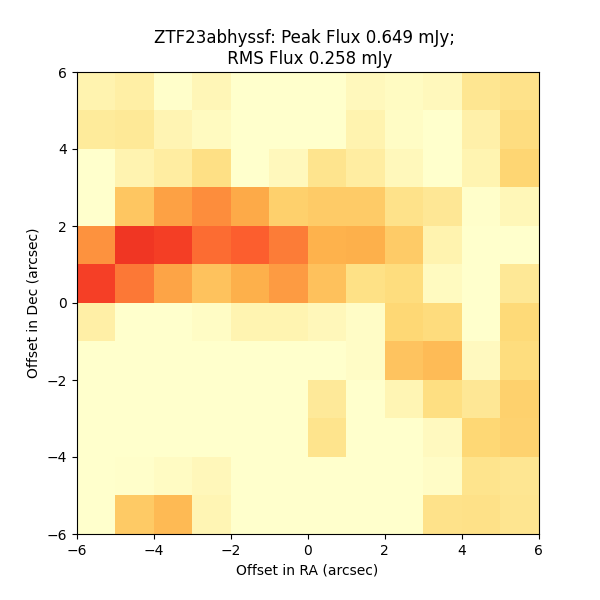 ZTF23abhyssf: Peak Flux 0.649 mJy;
RMS Flux 0.258 mJy
6
4
2
0
−2
−4
−6
Offset in Dec (arcsec)
−6 −4 −2 0 2 4 6
Offset in RA (arcsec)